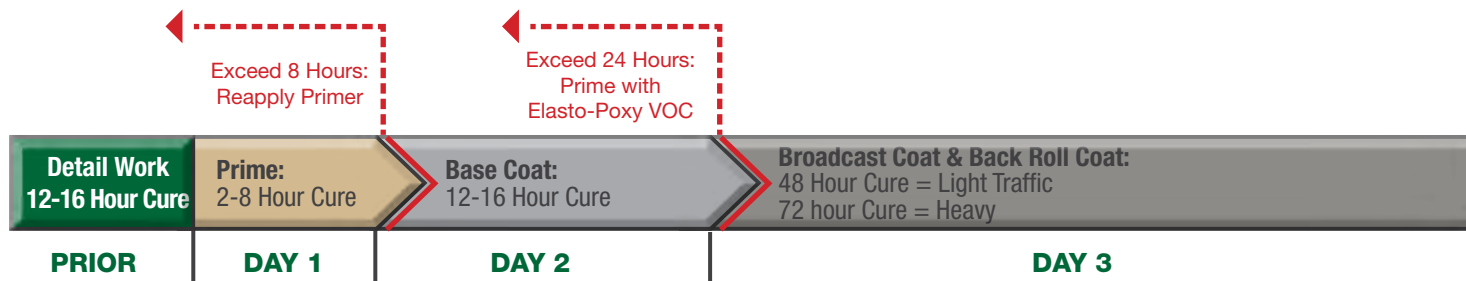 Exceed 8 Hours:
Reapply Primer
Exceed 24 Hours:
Prime with
Elasto-Poxy VOC
Detail Work
12-16 Hour Cure
Prime:
2-8 Hour Cure
Base Coat:
12-16 Hour Cure
Broadcast Coat & Back Roll Coat:
48 Hour Cure = Light Traffic
72 hour Cure = Heavy
PRIOR
DAY 1
DAY 2
DAY 3